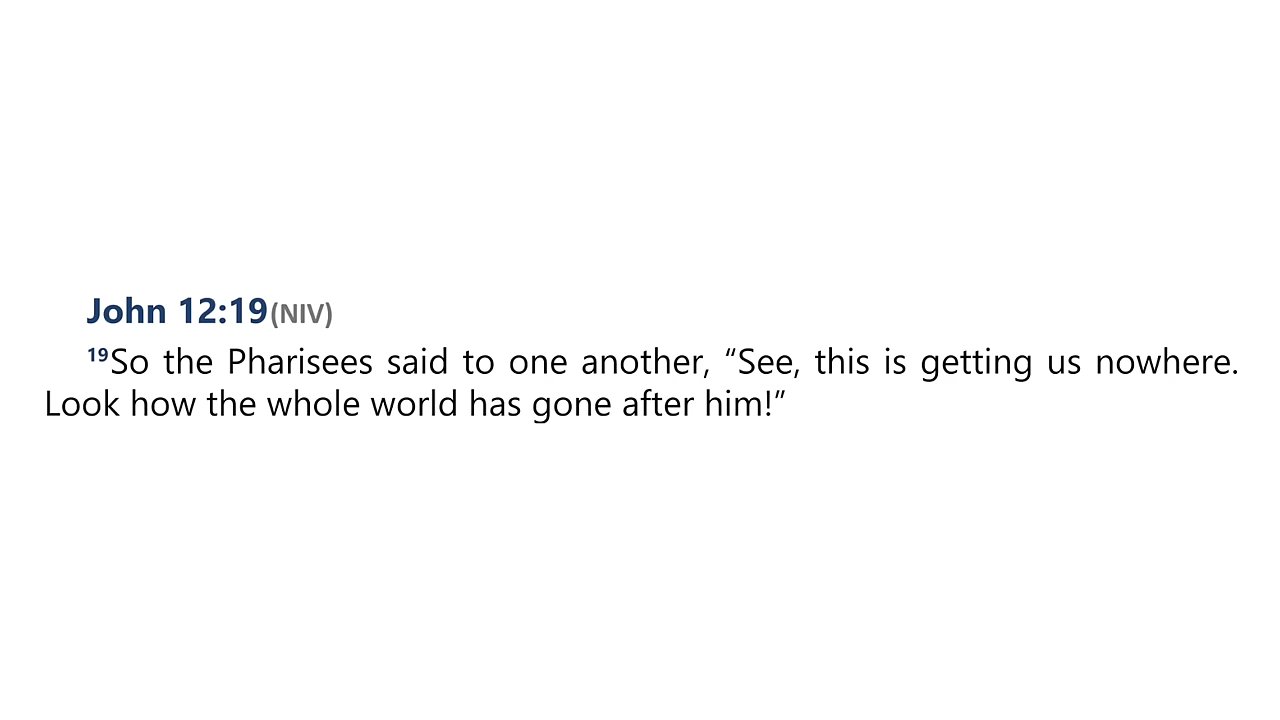 John 12:19(NIV)
19So the Pharisees said to one another, “See, this is getting us nowhere.
Look how the whole world has gone after him!”